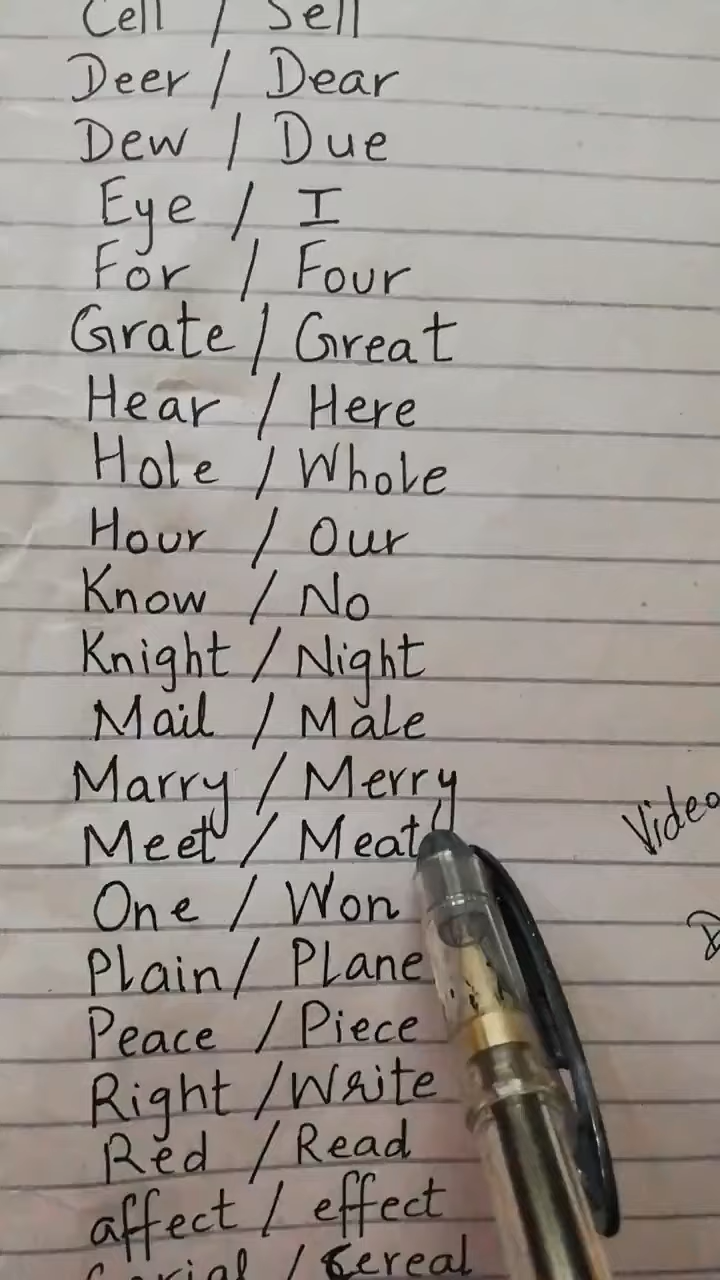 Cell / Sell
Deer / Dear
Dew / Due
Eye / I
For / Four
Grate / Great
Hear / Here
Hole / Whole
Hour / Our
Know / No
Knight / Night
Mail / Male
Marry / Merry
Meet / Meat
Video
One / Won
Plain / Plane
Peace / Piece
Right / Write
Red / Read
affect / effect
/ Cereal